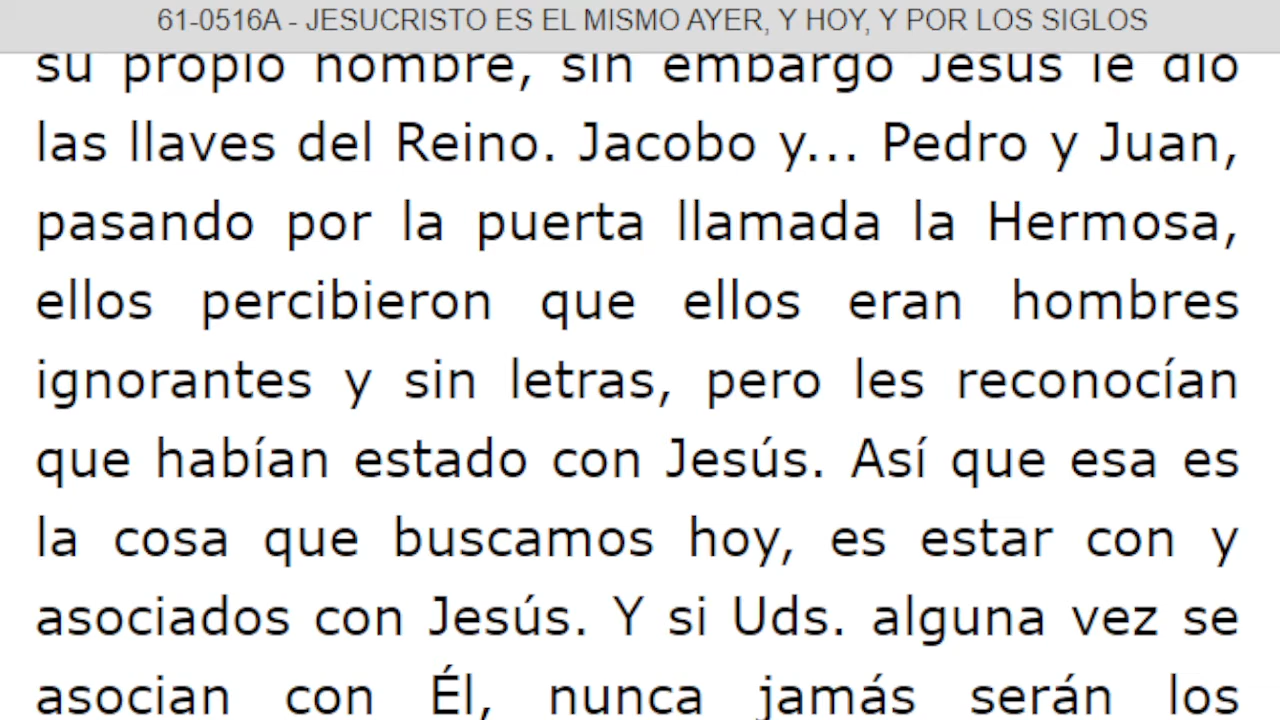 61-0516A - JESUCRISTO ES EL MISMO AYER, Y HOY, Y POR LOS SIGLOS
su propio nombre, sin embargo Jesús le dio
las llaves del Reino. Jacobo y... Pedro y Juan,
pasando por la puerta llamada la Hermosa,
ellos percibieron que ellos eran hombres
ignorantes y sin letras, pero les reconocían
que habían estado con Jesús. Así que esa es
la cosa que buscamos hoy, es estar con y
asociados con Jesús. Y si Uds. alguna vez se
asocian con Él, nunca jamás serán los